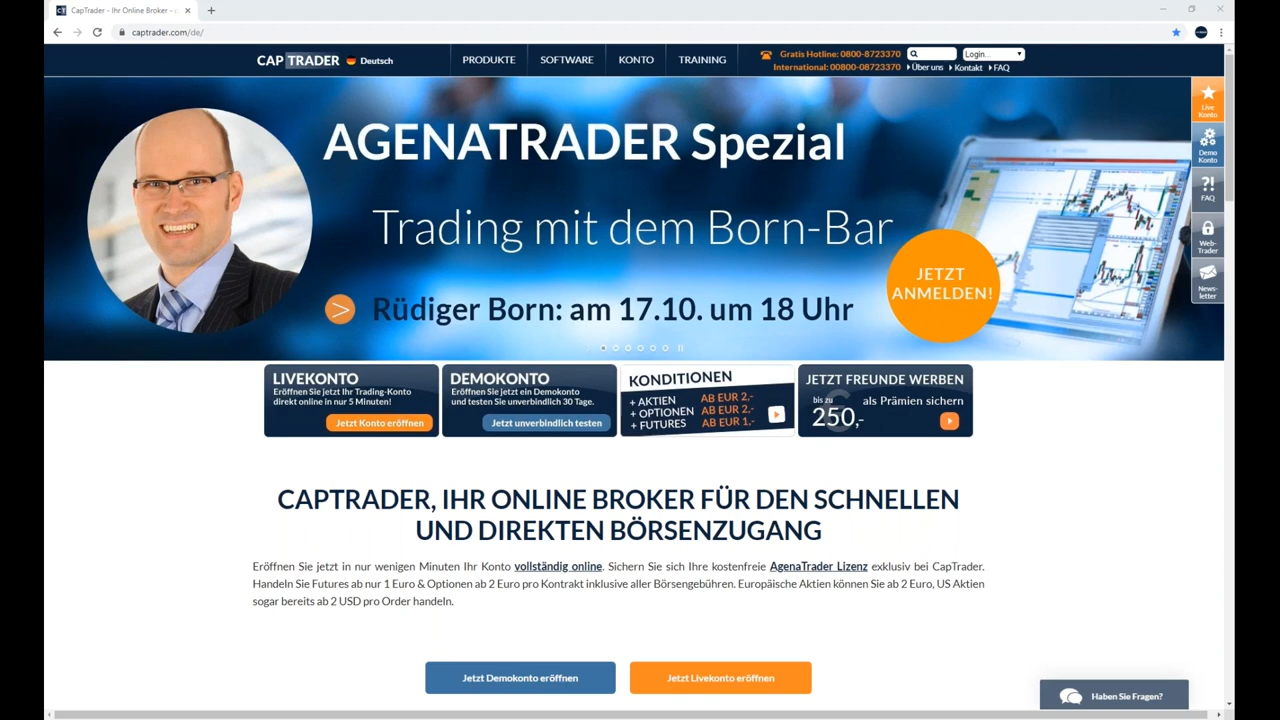 CapTrader - Ihr Online Broker - c
captrader.com/de/
CAP TRADER Deutsch
PRODUKTE
SOFTWARE
KONTO
TRAINING
Gratis Hotline: 0800-8723370
International: 00800-08723370
Login...
Über uns Kontakt FAQ
AGENATRADER Spezial
Trading mit dem Born-Bar
> Rüdiger Born: am 17.10. um 18 Uhr
JETZT
ANMELDEN!
Live
Konto
Demo
Konto
?!
FAQ
Web-
Trader
News-
letter
LIVEKONTO
Eröffnen Sie jetzt Ihr Trading-Konto
direkt online in nur 5 Minuten!
Jetzt Konto eröffnen
DEMOKONTO
Eröffnen Sie jetzt ein Demokonto
und testen Sie unverbindlich 30 Tage.
Jetzt unverbindlich testen
KONDITIONEN
+ AKTIEN AB EUR 2,-
+ OPTIONEN AB EUR 2,-
+ FUTURES AB EUR 1,-
JETZT FREUNDE WERBEN
bis zu als Prämien sichern
250,-
CAPTRADER, IHR ONLINE BROKER FÜR DEN SCHNELLEN
UND DIREKTEN BÖRSENZUGANG
Eröffnen Sie jetzt in nur wenigen Minuten Ihr Konto vollständig online. Sichern Sie sich Ihre kostenfreie AgenaTrader Lizenz exklusiv bei CapTrader.
Handeln Sie Futures ab nur 1 Euro & Optionen ab 2 Euro pro Kontrakt inklusive aller Börsengebühren. Europäische Aktien können Sie ab 2 Euro, US Aktien
sogar bereits ab 2 USD pro Order handeln.
Jetzt Demokonto eröffnen
Jetzt Livekonto eröffnen
Haben Sie Fragen?